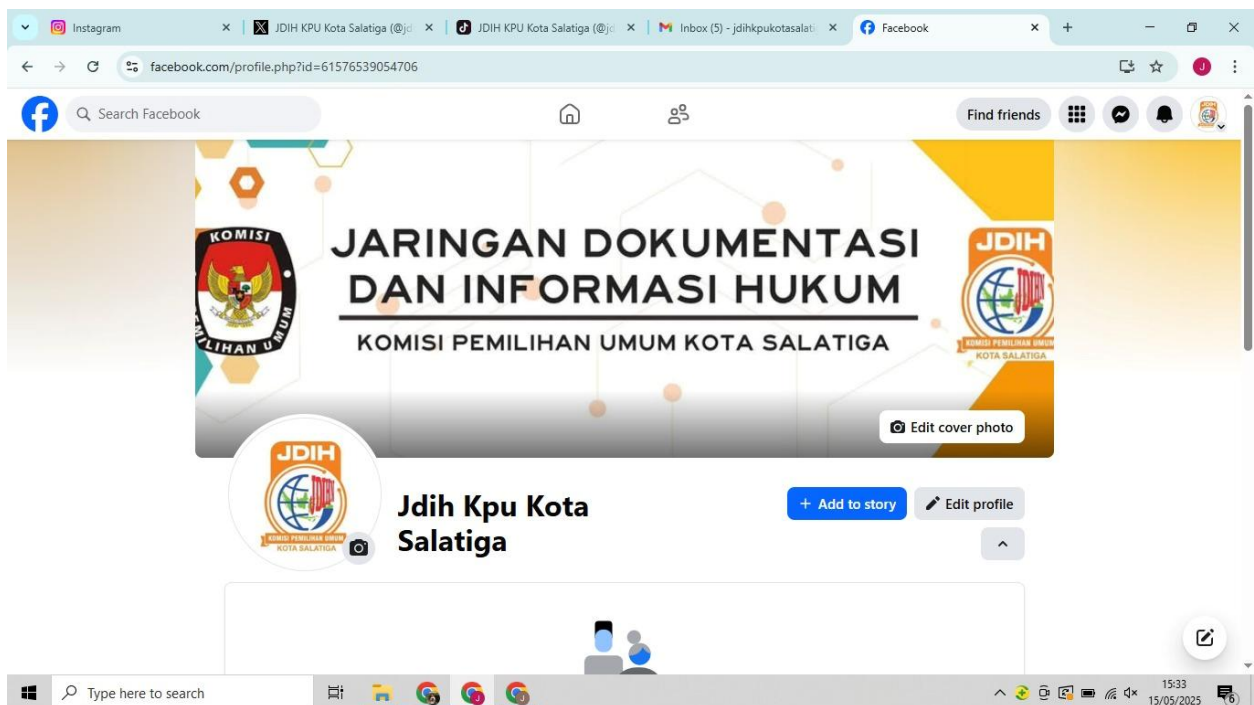 Instagram
JDIH KPU Kota Salatiga (@jd
JDIH KPU Kota Salatiga (@jd
Inbox (5) - jdihkpukotasalati
Facebook
facebook.com/profile.php?id=61576539054706
J
Search Facebook
Find friends
KOMISI
PEMILIHAN UMUM
JARINGAN DOKUMENTASI
DAN INFORMASI HUKUM
KOMISI PEMILIHAN UMUM KOTA SALATIGA
JDIH
JDIHN
KOMISI PEMILIHAN UMUM
KOTA SALATIGA
Edit cover photo
JDIH
JDIHN
KOMISI PEMILIHAN UMUM
KOTA SALATIGA
Jdih Kpu Kota
Salatiga
+ Add to story
Edit profile
Type here to search
15:33
15/05/2025
6